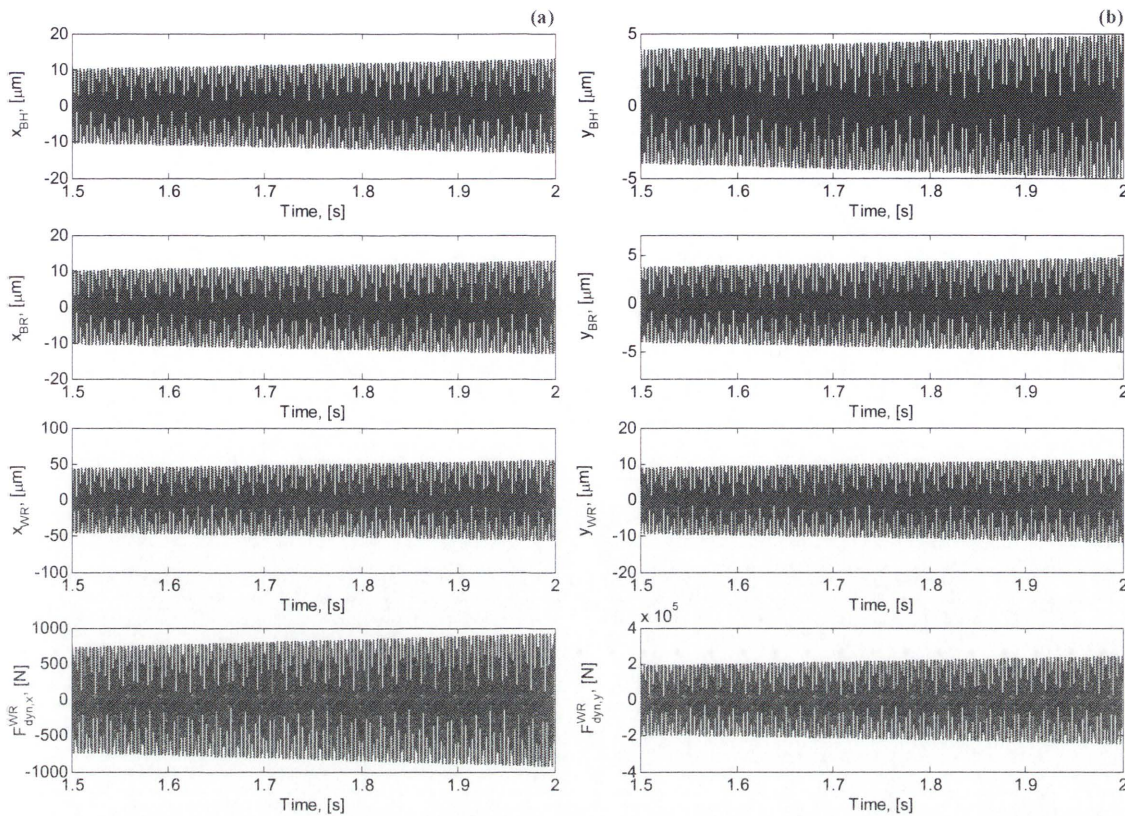 (a)
20
10
0
-10
-20
x_BH, [μm]
1.5 1.6 1.7 1.8 1.9 2
Time, [s]
20
10
0
-10
-20
x_BR, [μm]
1.5 1.6 1.7 1.8 1.9 2
Time, [s]
100
50
0
-50
-100
x_WR, [μm]
1.5 1.6 1.7 1.8 1.9 2
Time, [s]
1000
500
0
-500
-1000
F^WR_dyn,x, [N]
1.5 1.6 1.7 1.8 1.9 2
Time, [s]
(b)
5
0
-5
y_BH, [μm]
1.5 1.6 1.7 1.8 1.9 2
Time, [s]
5
0
-5
y_BR, [μm]
1.5 1.6 1.7 1.8 1.9 2
Time, [s]
20
10
0
-10
-20
y_WR, [μm]
1.5 1.6 1.7 1.8 1.9 2
Time, [s]
x 10^5
4
2
0
-2
-4
F^WR_dyn,y, [N]
1.5 1.6 1.7 1.8 1.9 2
Time, [s]